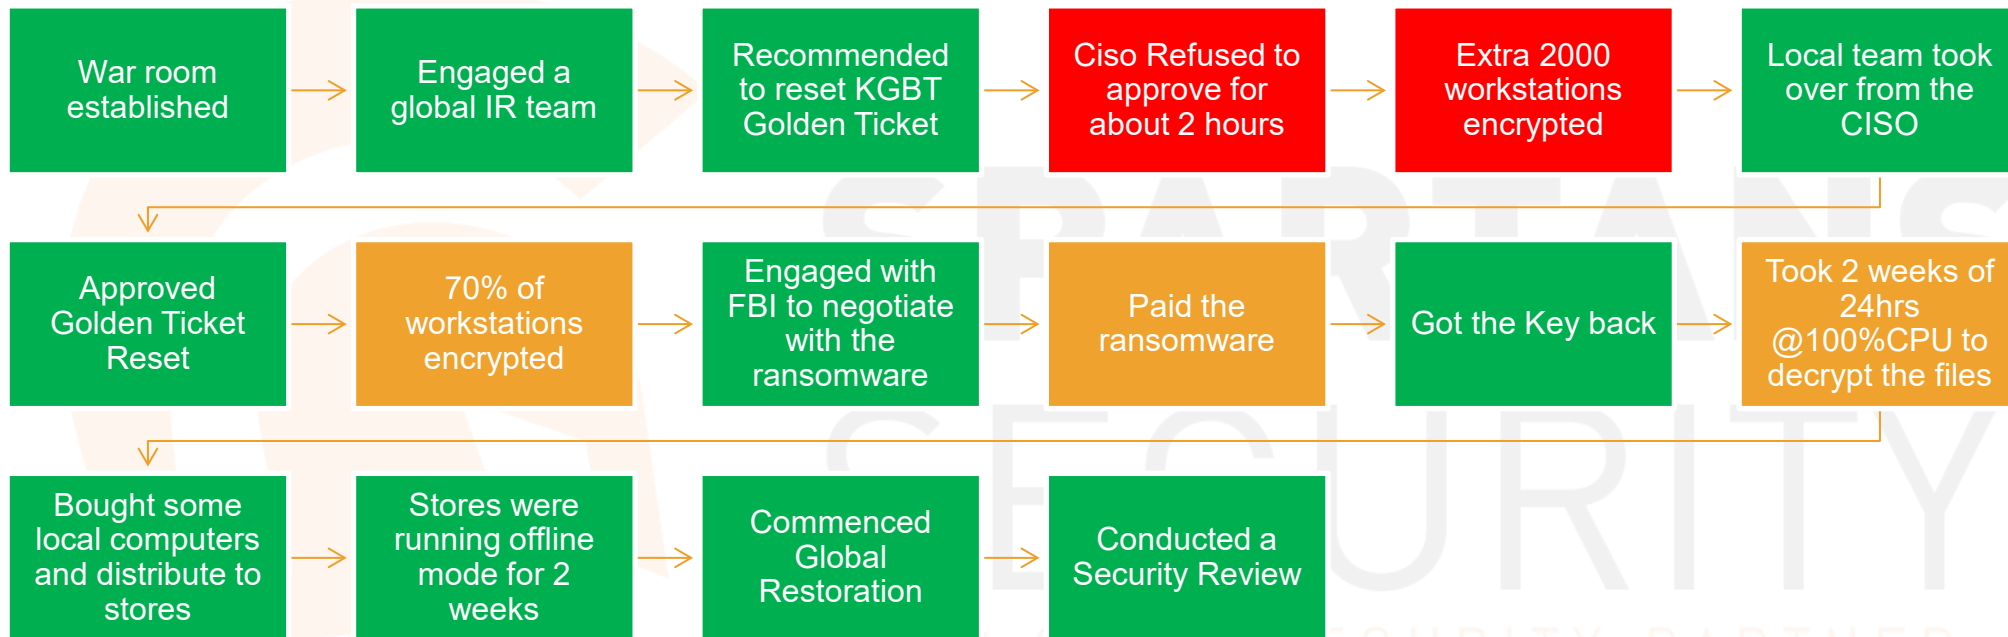 War room
established
Engaged a
global IR team
Recommended
to reset KGBT
Golden Ticket
Ciso Refused to
approve for
about 2 hours
Extra 2000
workstations
encrypted
Local team took
over from the
CISO
Approved
Golden Ticket
Reset
70% of
workstations
encrypted
Engaged with
FBI to negotiate
with the
ransomware
Paid the
ransomware
Got the Key back
Took 2 weeks of
24hrs
@100%CPU to
decrypt the files
Bought some
local computers
and distribute to
stores
Stores were
running offline
mode for 2
weeks
Commenced
Global
Restoration
Conducted a
Security Review
SPARTANS
SECURITY
SECURITY PARTNER